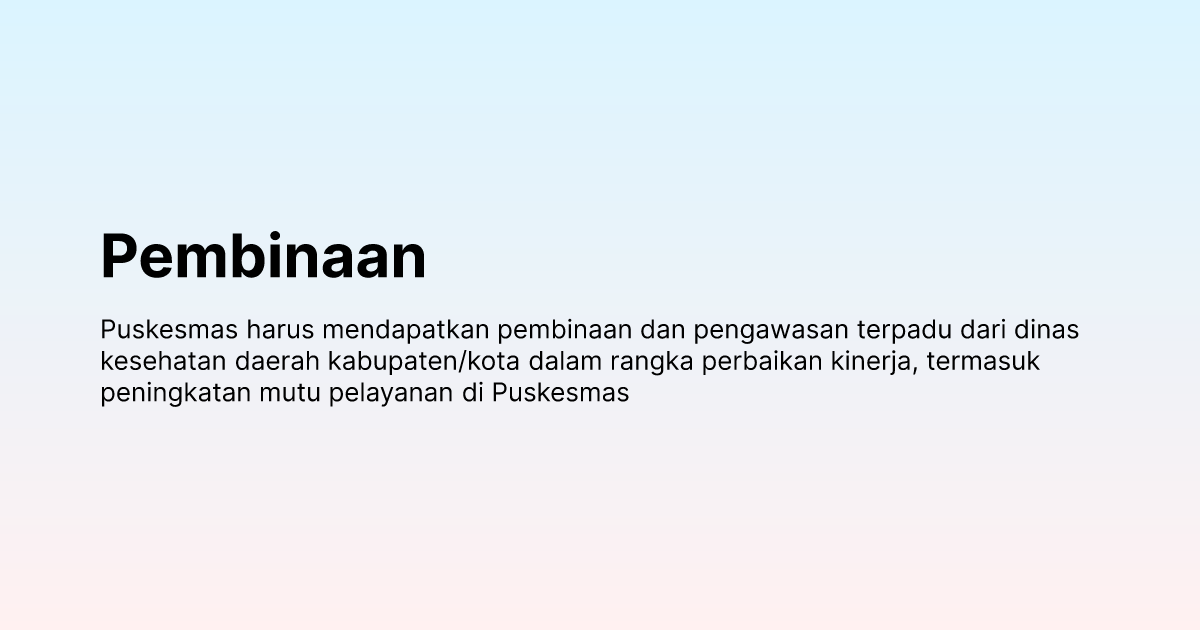 Pembinaan
Puskesmas harus mendapatkan pembinaan dan pengawasan terpadu dari dinas
kesehatan daerah kabupaten/kota dalam rangka perbaikan kinerja, termasuk
peningkatan mutu pelayanan di Puskesmas